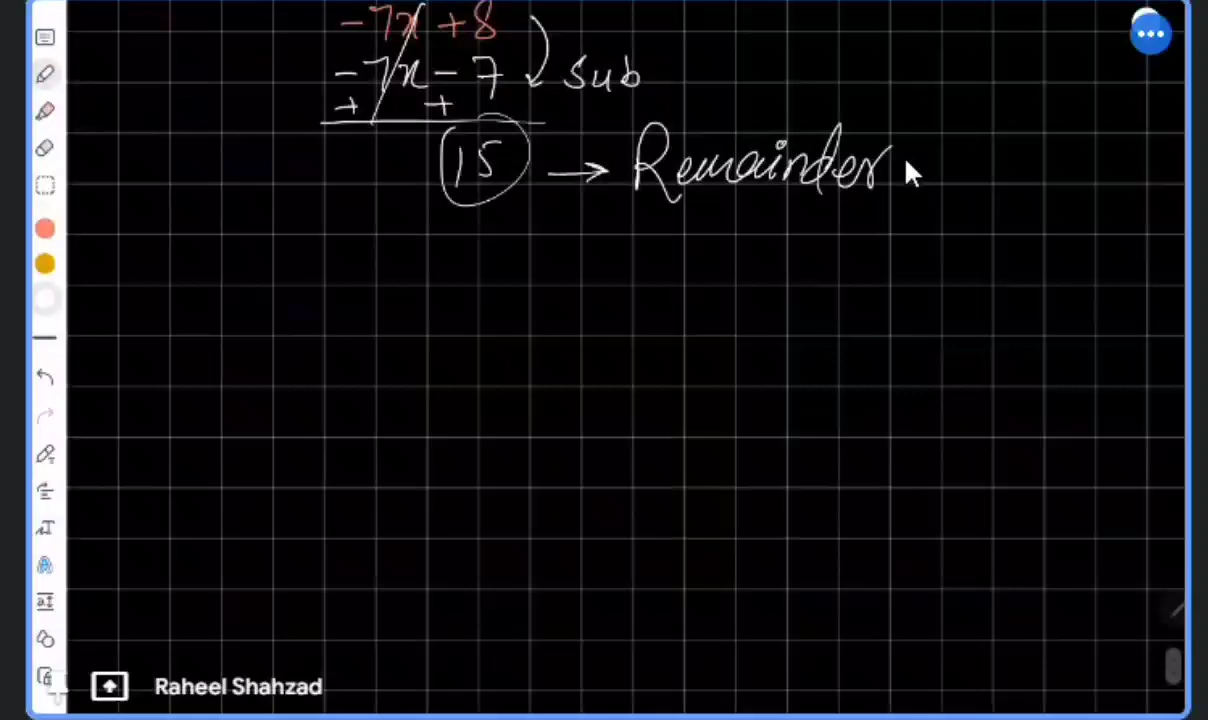 -7x +8
-7x - 7 sub
+ +
15 → Remainder
Raheel Shahzad